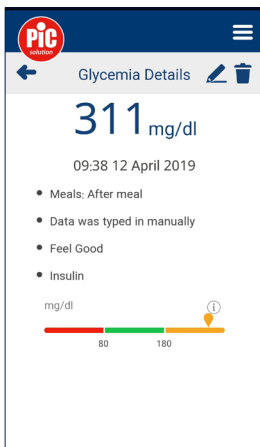 PiC
solution
Glycemia Details
311 mg/dl
09:38 12 April 2019
Meals: After meal
Data was typed in manually
Feel Good
Insulin
mg/dl
i
80 180